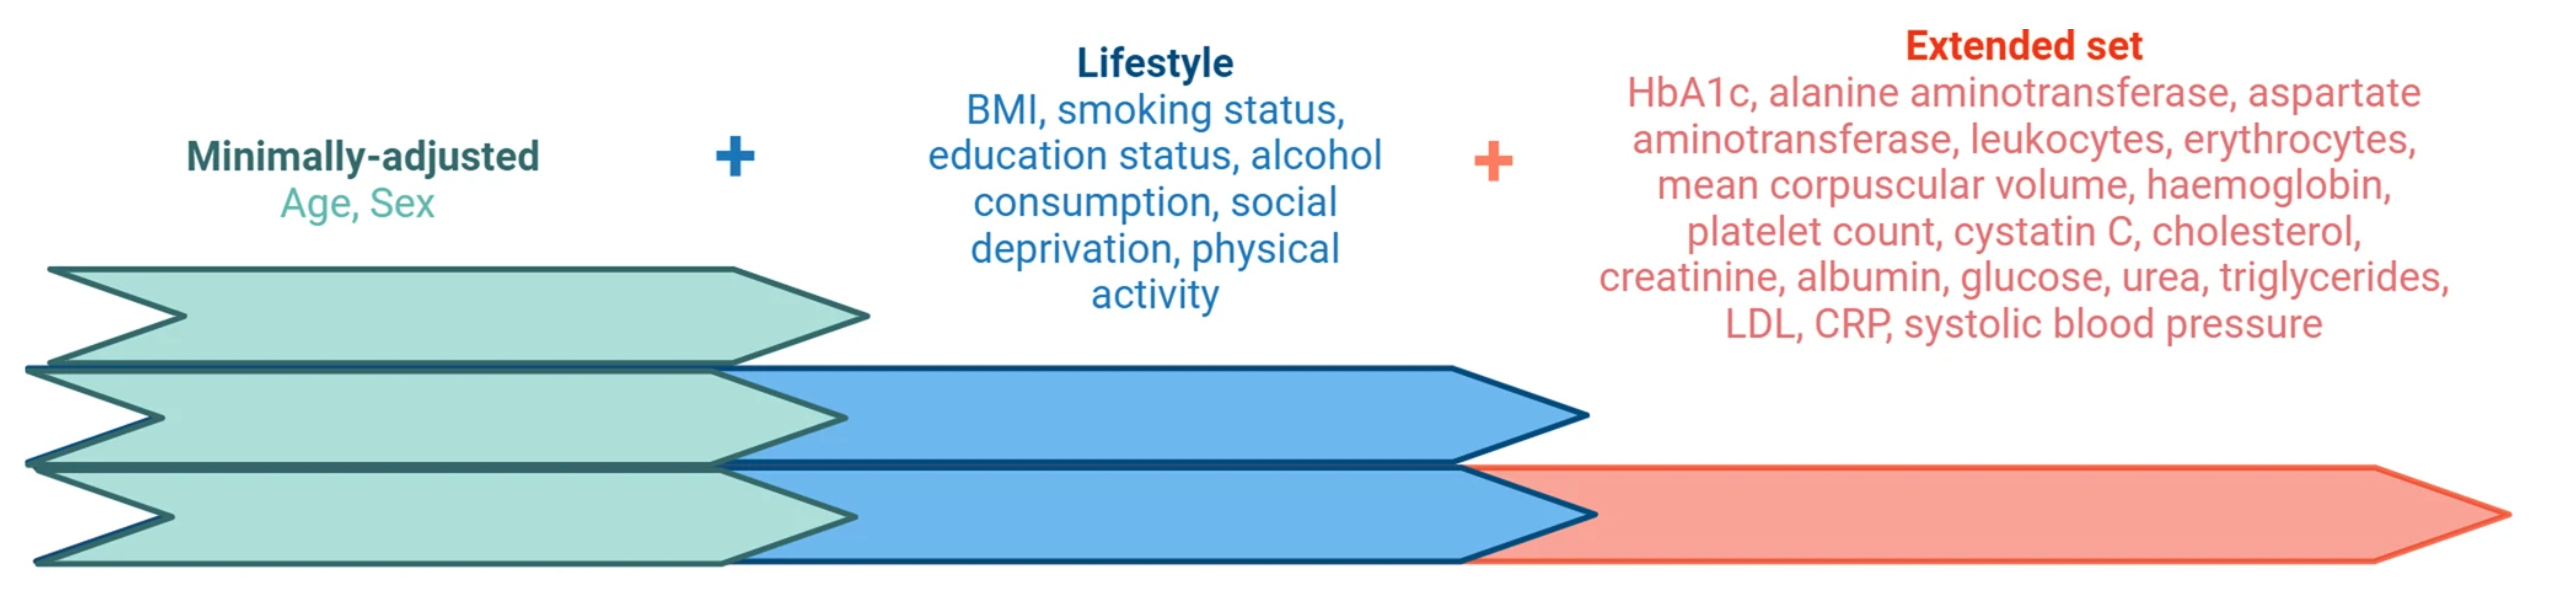 Minimally-adjusted
Age, Sex
+
Lifestyle
BMI, smoking status,
education status, alcohol
consumption, social
deprivation, physical
activity
+
Extended set
HbA1c, alanine aminotransferase, aspartate
aminotransferase, leukocytes, erythrocytes,
mean corpuscular volume, haemoglobin,
platelet count, cystatin C, cholesterol,
creatinine, albumin, glucose, urea, triglycerides,
LDL, CRP, systolic blood pressure